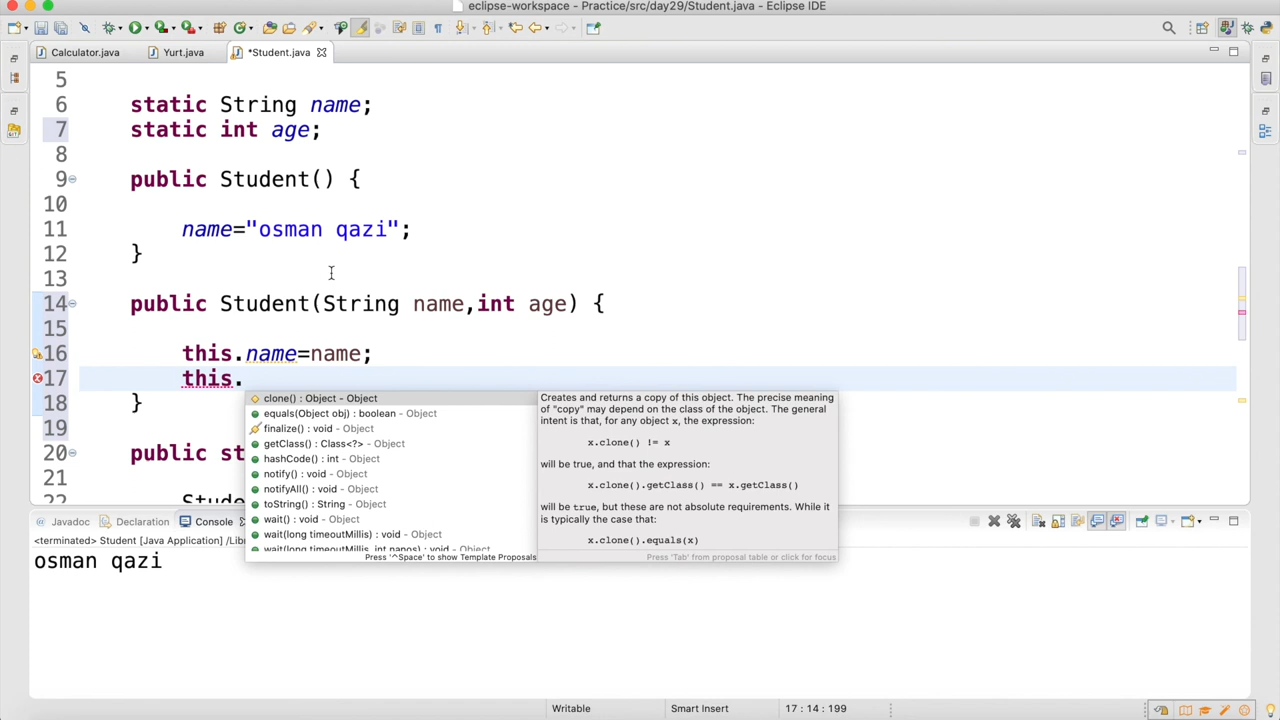 eclipse-workspace - Practice/src/day29/Student.java - Eclipse IDE
Calculator.java Yurt.java *Student.java
5
6 static String name;
7 static int age;
8
9 public Student() {
10
11 name="osman qazi";
12 }
13
14 public Student(String name,int age) {
15
16 this.name=name;
17 this.
18 }
19
20 public st
21
22
clone() : Object - Object
equals(Object obj) : boolean - Object
finalize() : void - Object
getClass() : Class<?> - Object
hashCode() : int - Object
notify() : void - Object
notifyAll() : void - Object
toString() : String - Object
wait() : void - Object
wait(long timeoutMillis) : void - Object
wait(long timeoutMillis, int nanos) : void - Object
Press '^Space' to show Template Proposals
Creates and returns a copy of this object. The precise meaning
of "copy" may depend on the class of the object. The general
intent is that, for any object x, the expression:
x.clone() != x
will be true, and that the expression:
x.clone().getClass() == x.getClass()
will be true, but these are not absolute requirements. While it
is typically the case that:
x.clone().equals(x)
Press 'Tab' from proposal table or click for focus
Javadoc Declaration Console
<terminated> Student [Java Application] /Libr
osman qazi
Writable Smart Insert 17 : 14 : 199